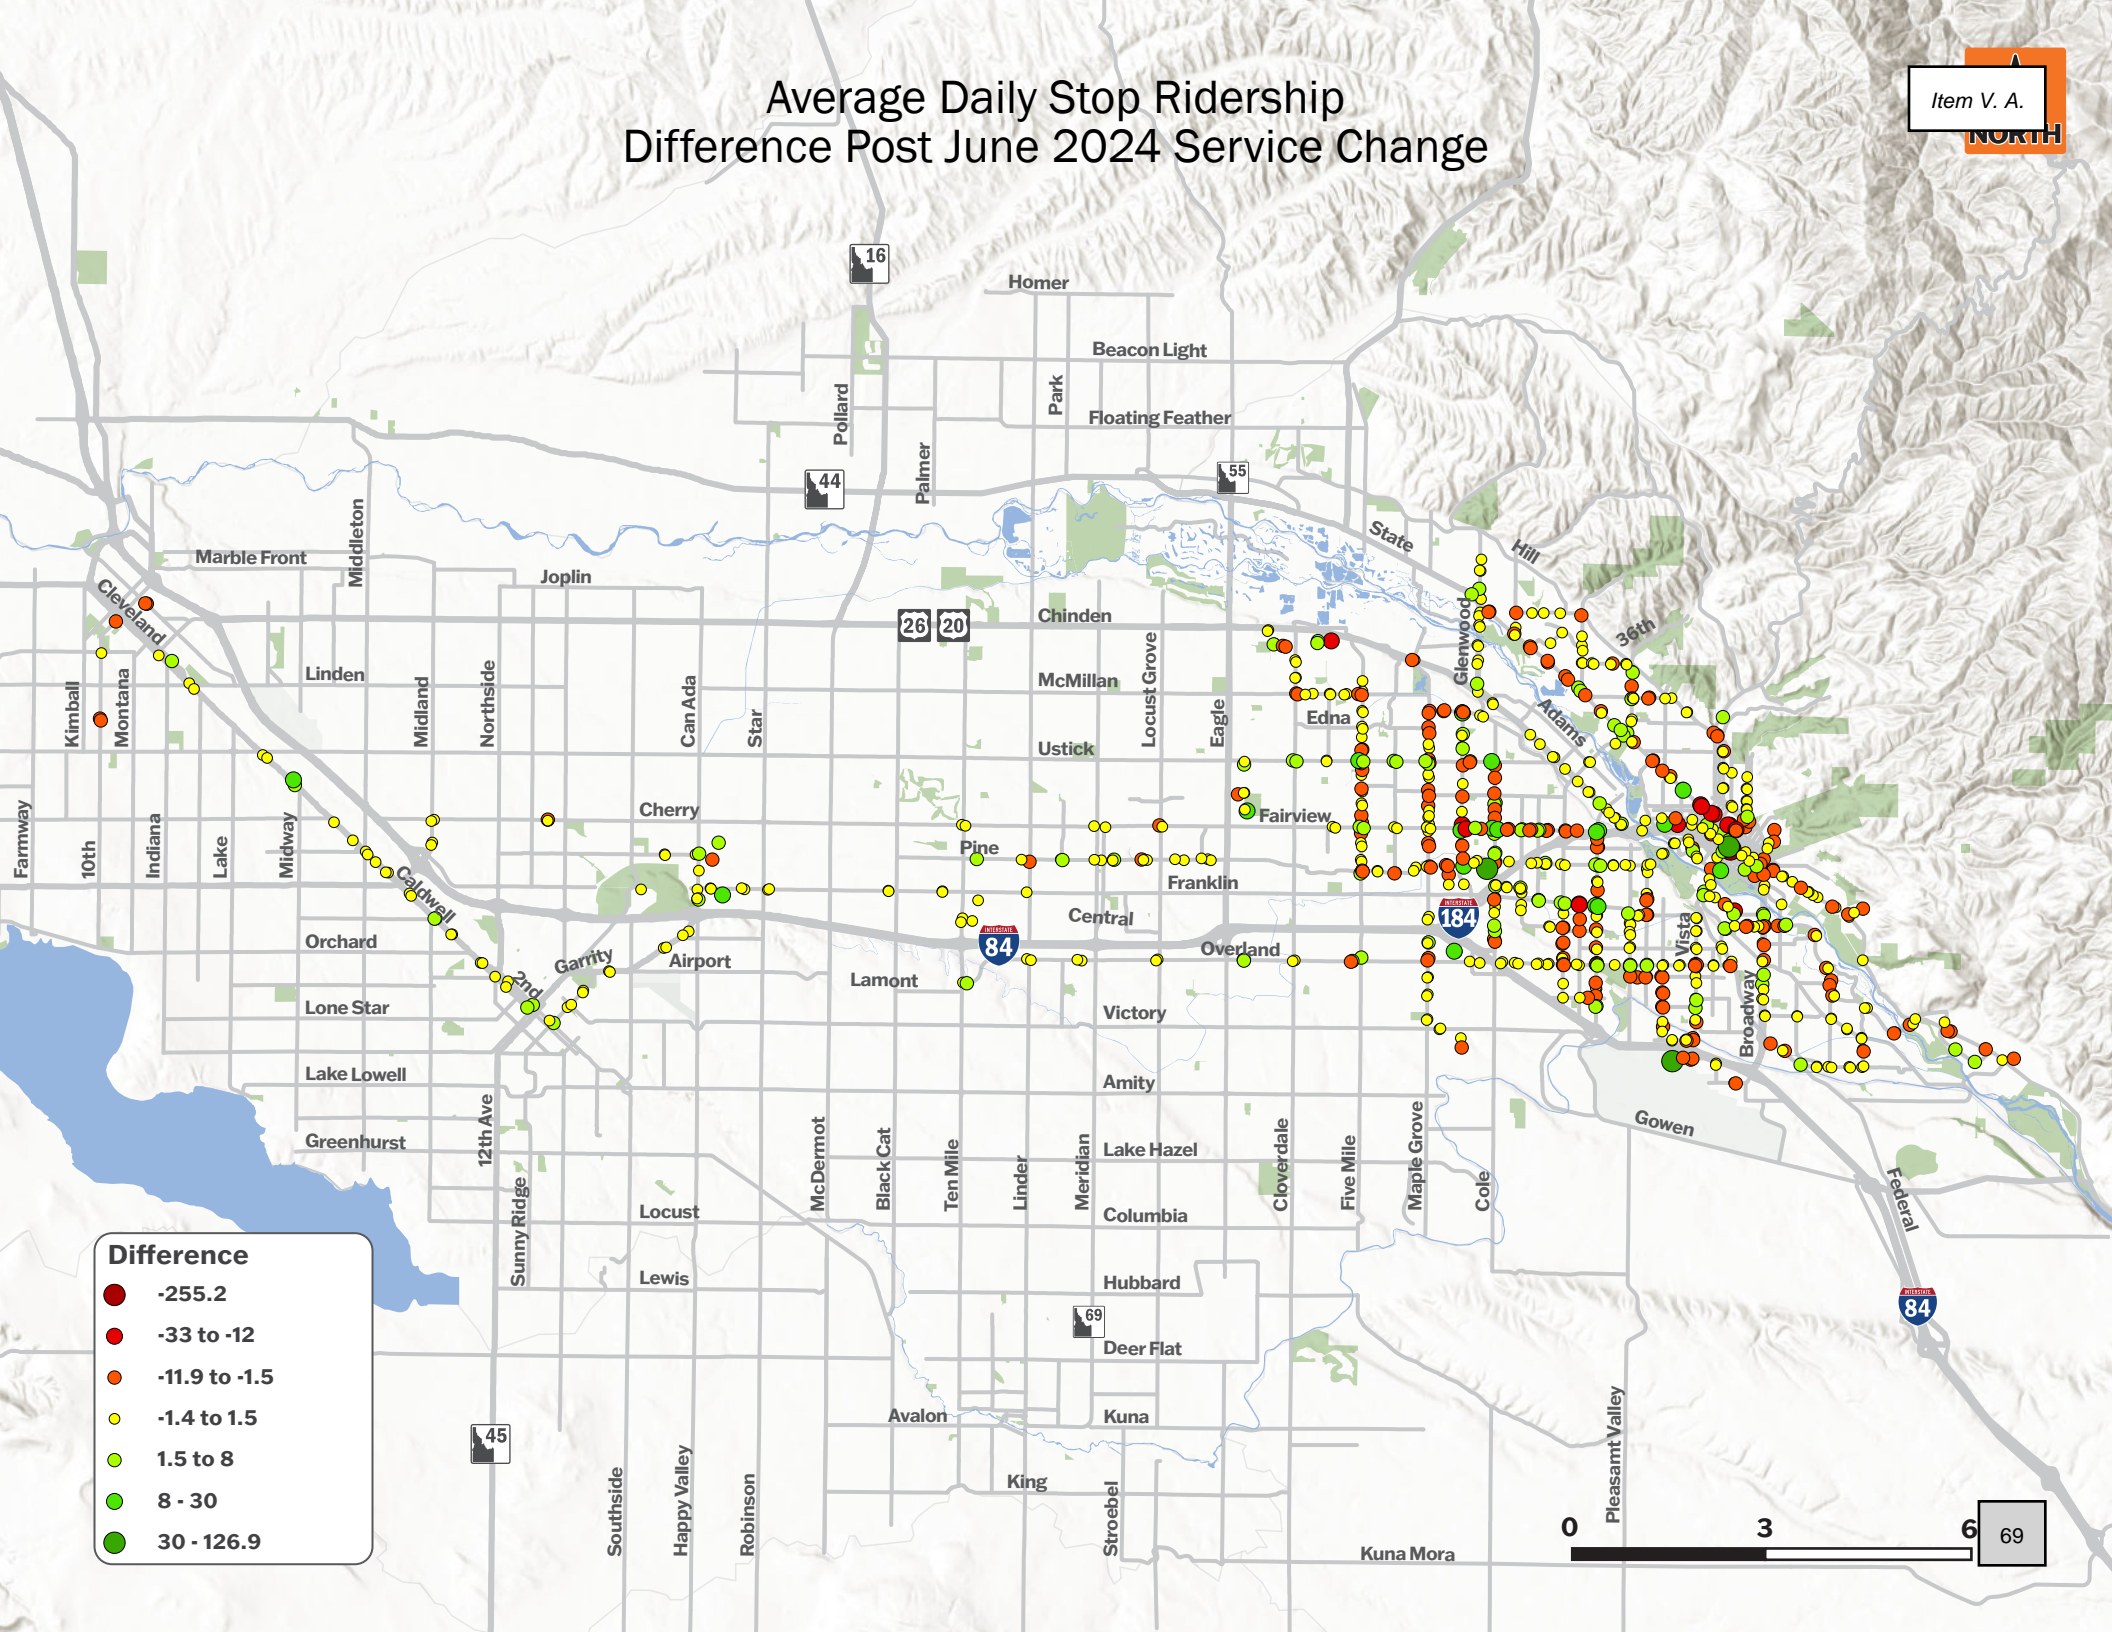 Average Daily Stop Ridership
Difference Post June 2024 Service Change
Item V. A.
NORTH
16
Homer
Beacon Light
Park
Pollard
Floating Feather
Palmer
55
44
State
Hill
Middleton
Marble Front
Joplin
Cleveland
26
20
Chinden
Glenwood
36th
Locust Grove
Linden
McMillan
Kimball
Montana
Midland
Northside
Can Ada
Star
Eagle
Edna
Adams
Ustick
Farmway
10th
Indiana
Lake
Midway
Cherry
Fairview
Pine
Caldwell
Franklin
Central
184
INTERSTATE
Vista
Orchard
Garrity
Airport
INTERSTATE
84
Overland
2nd
Lamont
Broadway
Lone Star
Victory
Lake Lowell
Amity
12th Ave
Gowen
Greenhurst
McDermot
Black Cat
Ten Mile
Linder
Meridian
Lake Hazel
Cloverdale
Five Mile
Maple Grove
Cole
Federal
Sunny Ridge
Locust
Columbia
Lewis
Hubbard
INTERSTATE
84
69
Deer Flat
Avalon
Kuna
45
Pleasant Valley
Southside
Happy Valley
Robinson
King
Stroebel
Kuna Mora
Difference
-255.2
-33 to -12
-11.9 to -1.5
-1.4 to 1.5
1.5 to 8
8 - 30
30 - 126.9
0 3 6
69